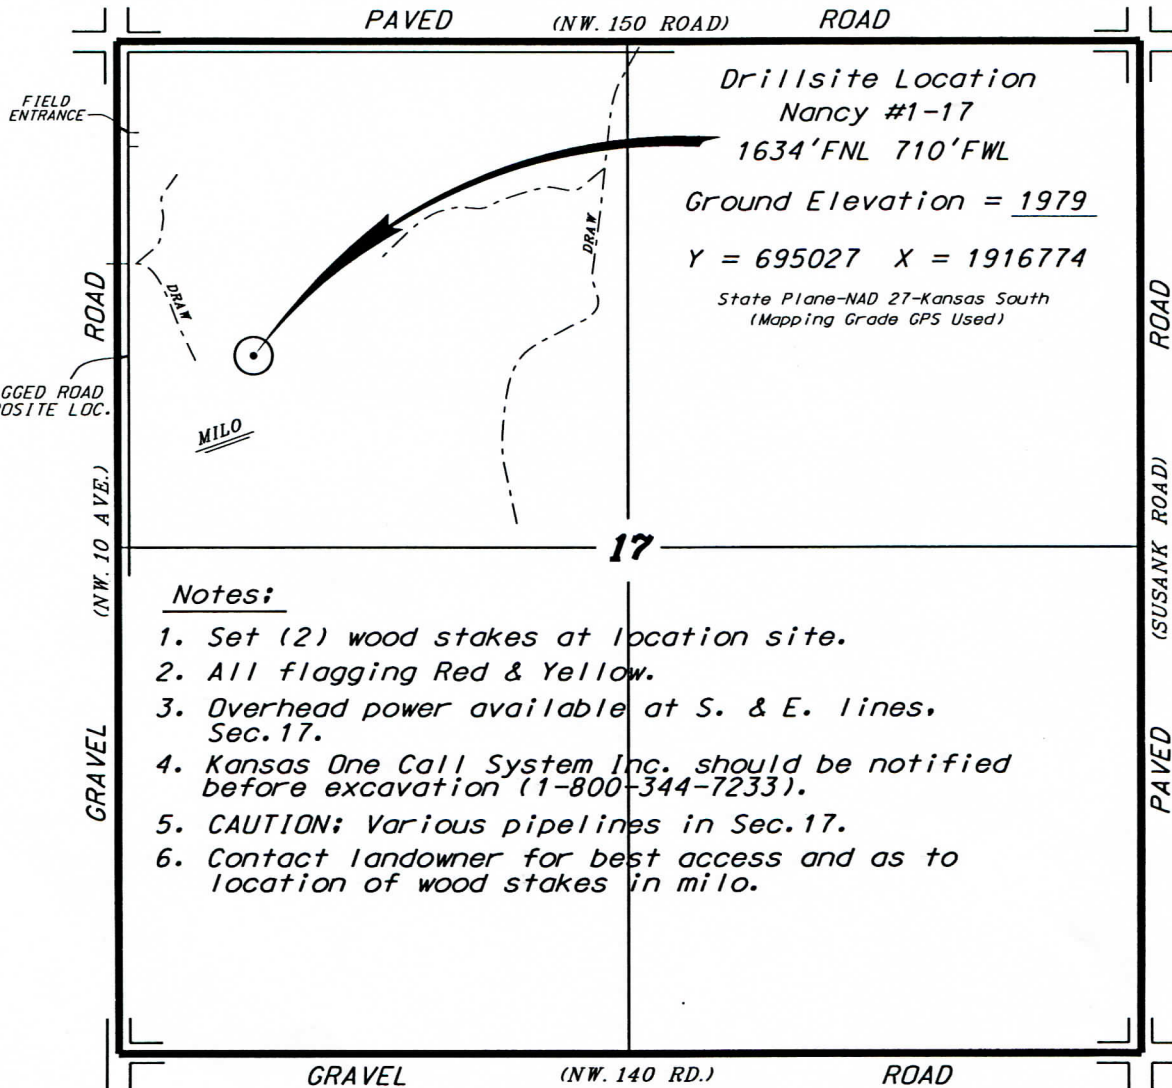 PAVED (NW. 150 ROAD) ROAD
FIELD
ENTRANCE
Drillsite Location
Nancy #1-17
1634'FNL 710'FWL
Ground Elevation = 1979
Y = 695027 X = 1916774
State Plane-NAD 27-Kansas South
(Mapping Grade GPS Used)
DRAW
DRAW
ROAD
ROAD
ROAD
LOC.
MILO
(NW. 10 AVE.)
(SUSANK ROAD)
17
GRAVEL
PAVED
Notes:
1. Set (2) wood stakes at location site.
2. All flagging Red & Yellow.
3. Overhead power available at S. & E. lines,
Sec. 17.
4. Kansas One Call System Inc. should be notified
before excavation (1-800-344-7233).
5. CAUTION: Various pipelines in Sec. 17.
6. Contact landowner for best access and as to
location of wood stakes in milo.
GRAVEL (NW. 140 RD.) ROAD